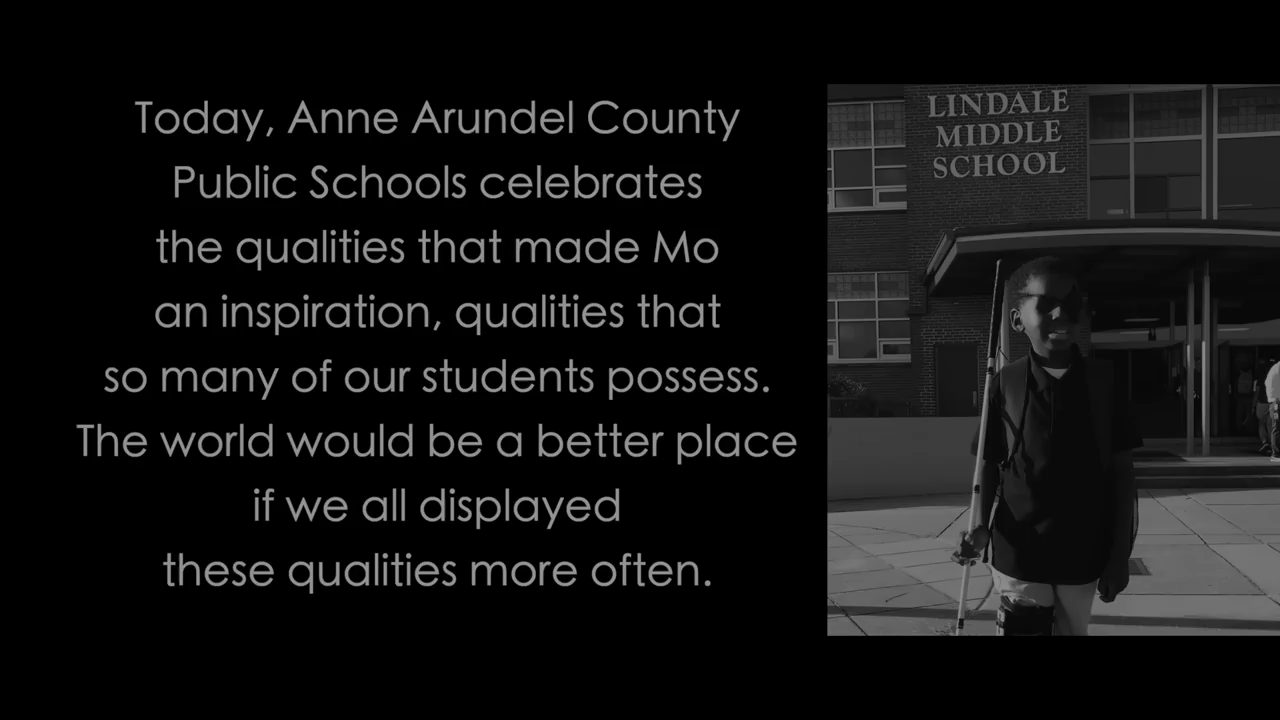 Today, Anne Arundel County
Public Schools celebrates
the qualities that made Mo
an inspiration, qualities that
so many of our students possess.
The world would be a better place
if we all displayed
these qualities more often.
LINDALE
MIDDLE
SCHOOL